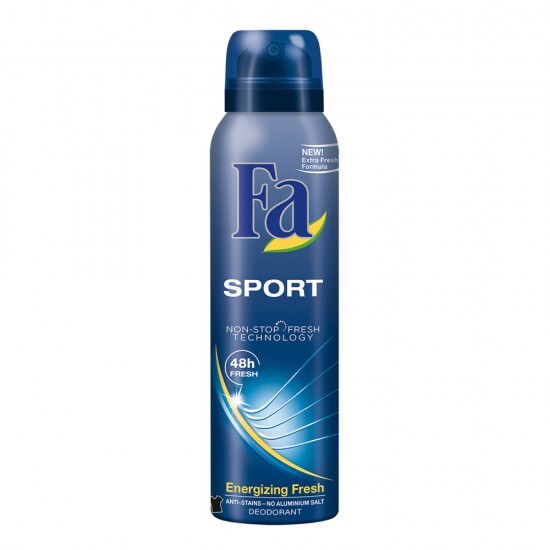 NEW!
Extra Fresh
Formula
Fa
SPORT
NON-STOP FRESH
TECHNOLOGY
48h
FRESH
Energizing Fresh
ANTI-STAINS - NO ALUMINIUM SALT
DEODORANT